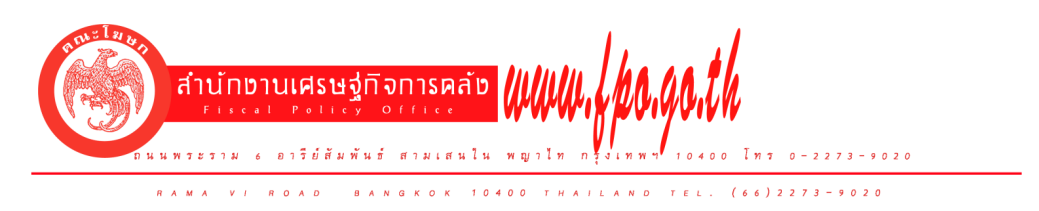 คณะโฆษก
สำนักงานเศรษฐกิจการคลัง
Fiscal Policy Office
www.fpo.go.th
ถนนพระราม ๖ อารีย์สัมพันธ์ สามเสนใน พญาไท กรุงเทพฯ 10400 โทร 0-2273-9020
RAMA VI ROAD BANGKOK 10400 THAILAND TEL. (66)2273-9020